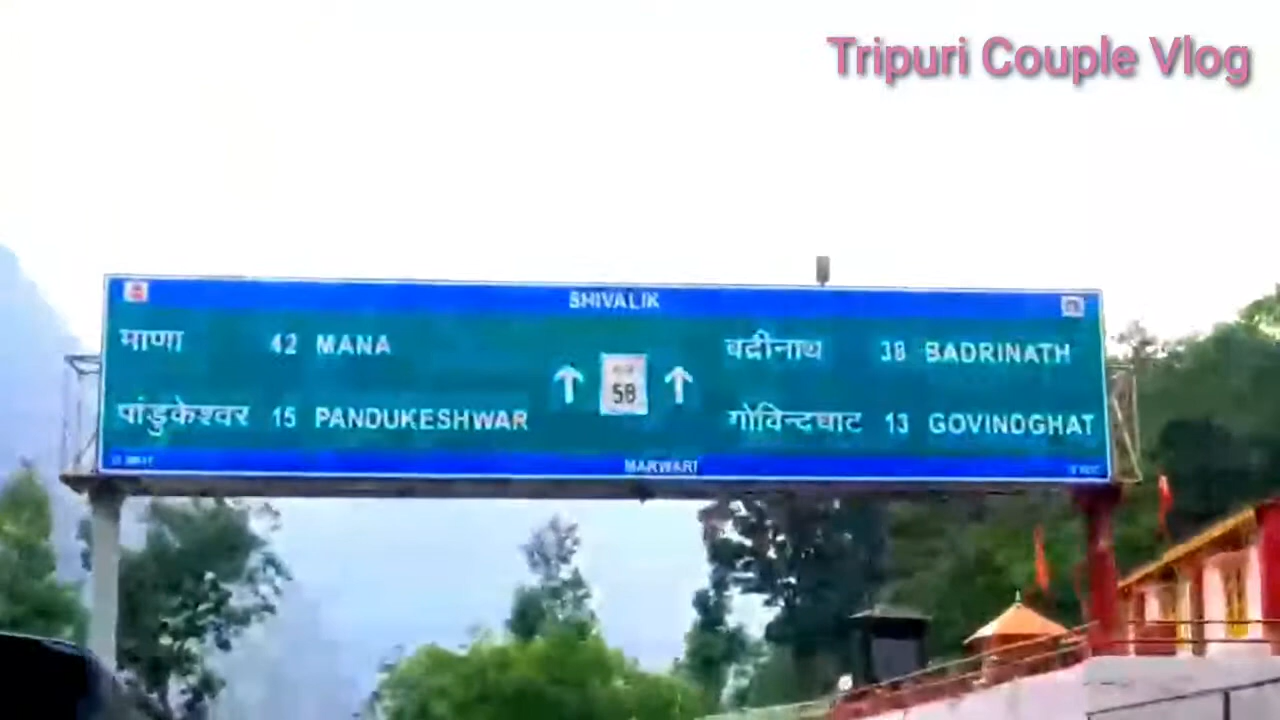 Tripuri Couple Vlog
SHIVALIK
माणा 42 MANA
पांडुकेश्वर 15 PANDUKESHWAR
58
बद्रीनाथ 38 BADRINATH
गोविन्दघाट 13 GOVINDGHAT
MARWARI